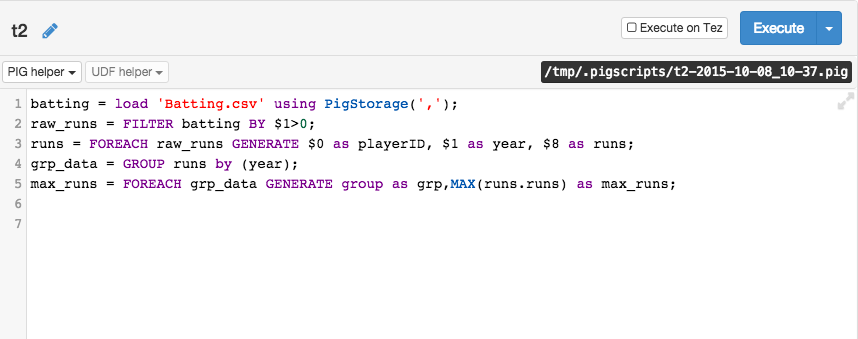 t2
Execute on Tez
Execute
PIG helper
UDF helper
/tmp/.pigscripts/t2-2015-10-08_10-37.pig
1 batting = load 'Batting.csv' using PigStorage(',');
2 raw_runs = FILTER batting BY $1>0;
3 runs = FOREACH raw_runs GENERATE $0 as playerID, $1 as year, $8 as runs;
4 grp_data = GROUP runs by (year);
5 max_runs = FOREACH grp_data GENERATE group as grp,MAX(runs.runs) as max_runs;
6
7